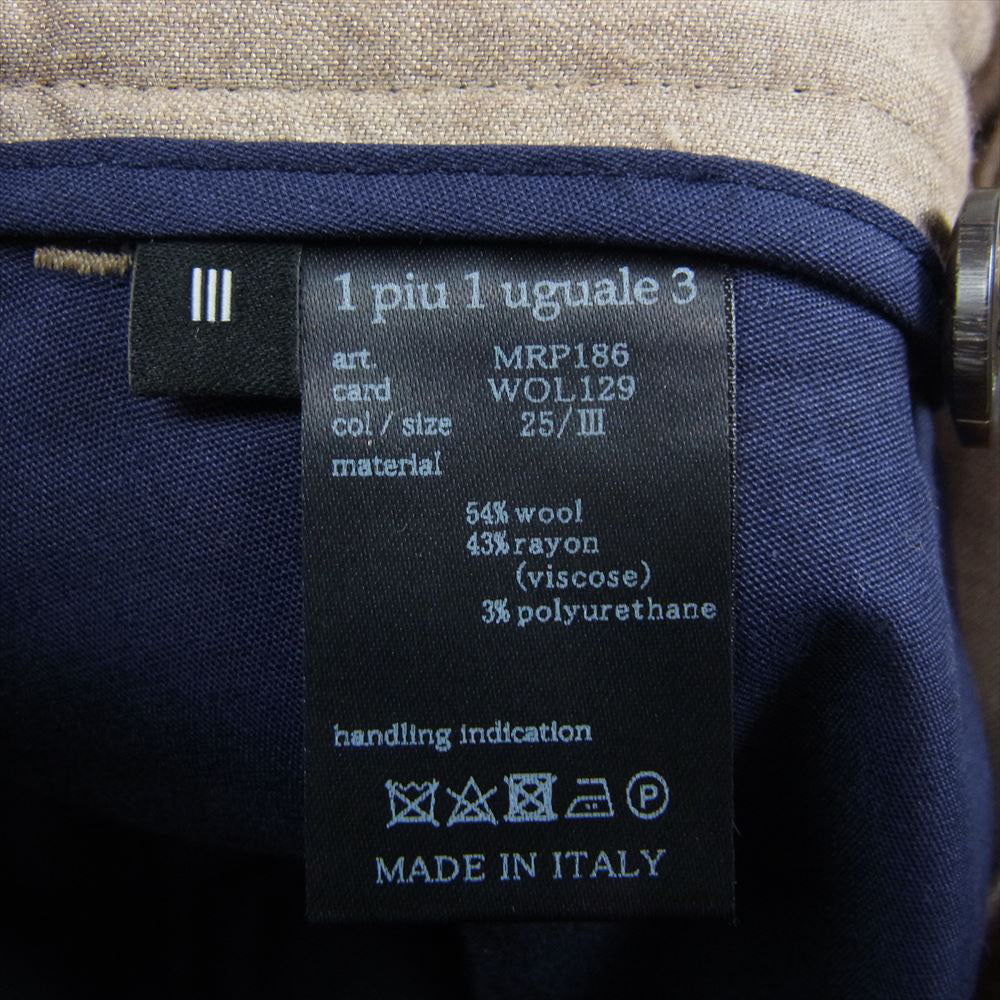 III
1 piu 1 uguale 3
art. MRP186
card WOL129
col / size 25/III
material
54% wool
43% rayon
(viscose)
3% polyurethane
handling indication
P
MADE IN ITALY